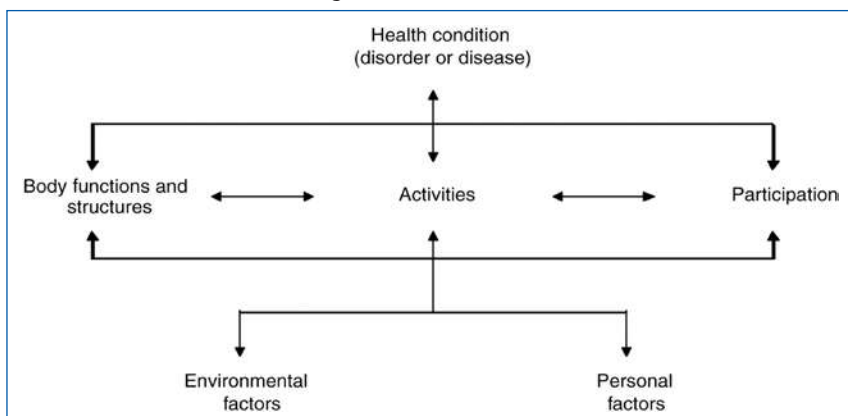 Health condition
(disorder or disease)
Body functions and
structures
Activities
Participation
Environmental
factors
Personal
factors